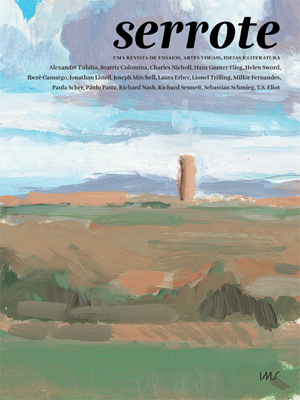 serrote
UMA REVISTA DE ENSAIOS, ARTES VISUAIS, IDEIAS E LITERATURA
Alexandre Eulalio, Beatriz Colomina, Charles Nicholl, Hans Gunter Flieg, Helen Sword,
Iberê Camargo, Jonathan Littell, Joseph Mitchell, Laura Erber, Lionel Trilling, Millôr Fernandes,
Paula Scher, Paulo Pasta, Richard Nash, Richard Sennett, Sebastian Schmieg, T.S. Eliot
IMS